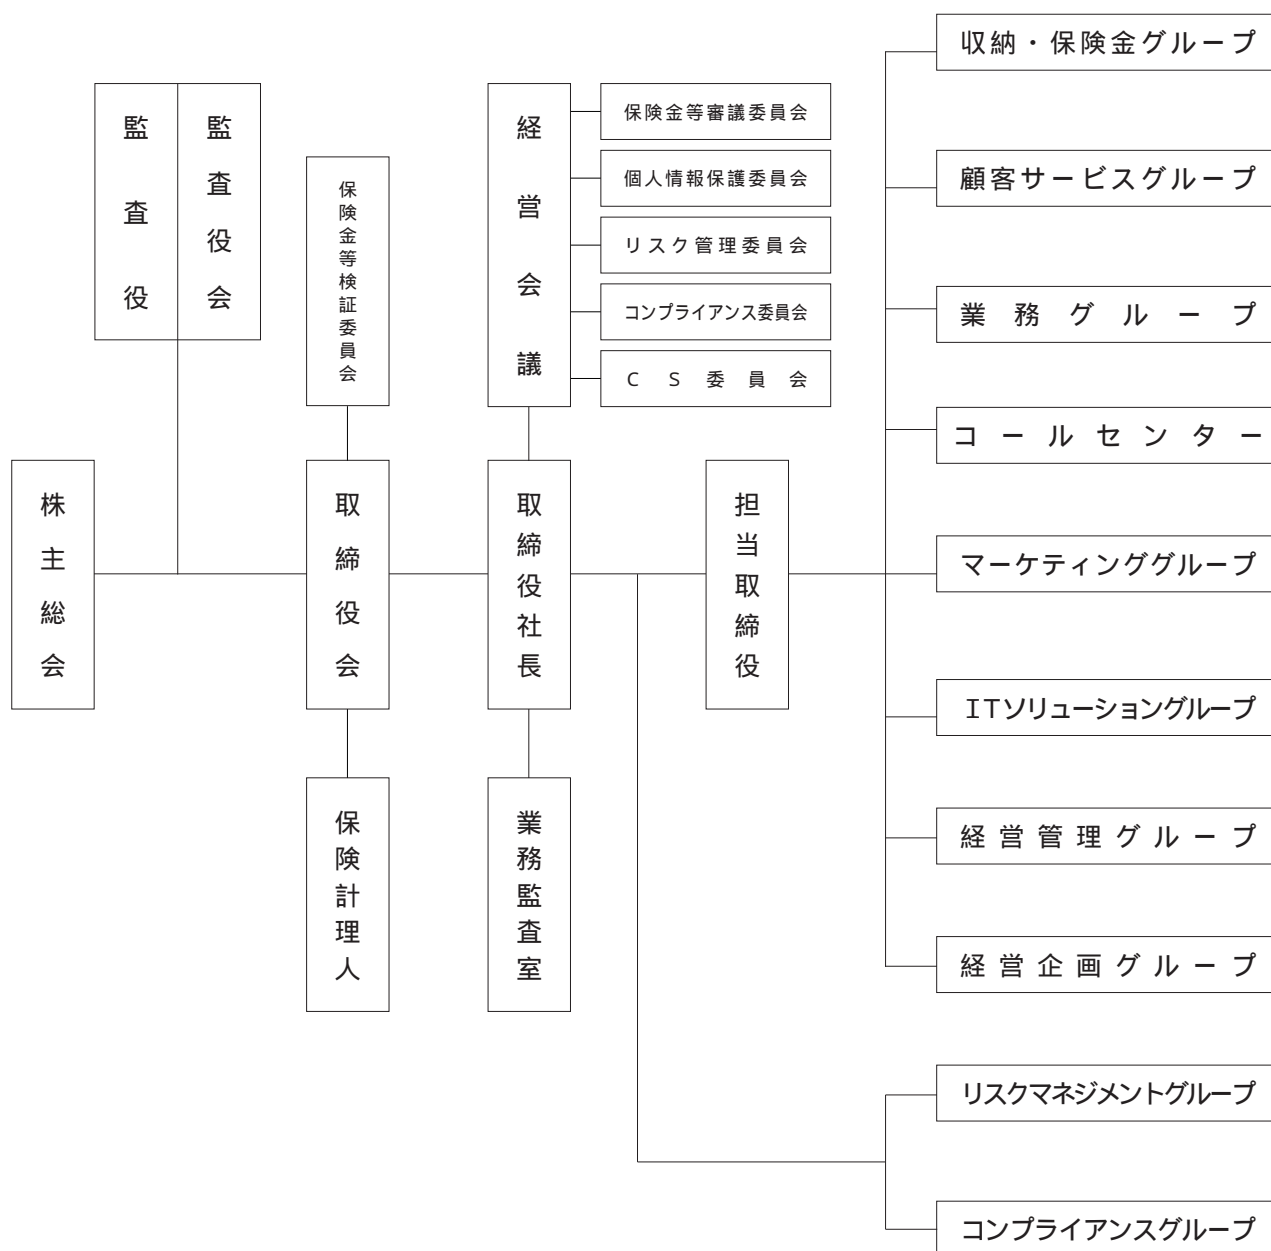 株主総会
監査役
監査役会
保険金等検証委員会
取締役会
保険計理人
経営会議
保険金等審議委員会
個人情報保護委員会
リスク管理委員会
コンプライアンス委員会
CS委員会
取締役社長
業務監査室
担当取締役
収納・保険金グループ
顧客サービスグループ
業務グループ
コールセンター
マーケティンググループ
ITソリューショングループ
経営管理グループ
経営企画グループ
リスクマネジメントグループ
コンプライアンスグループ